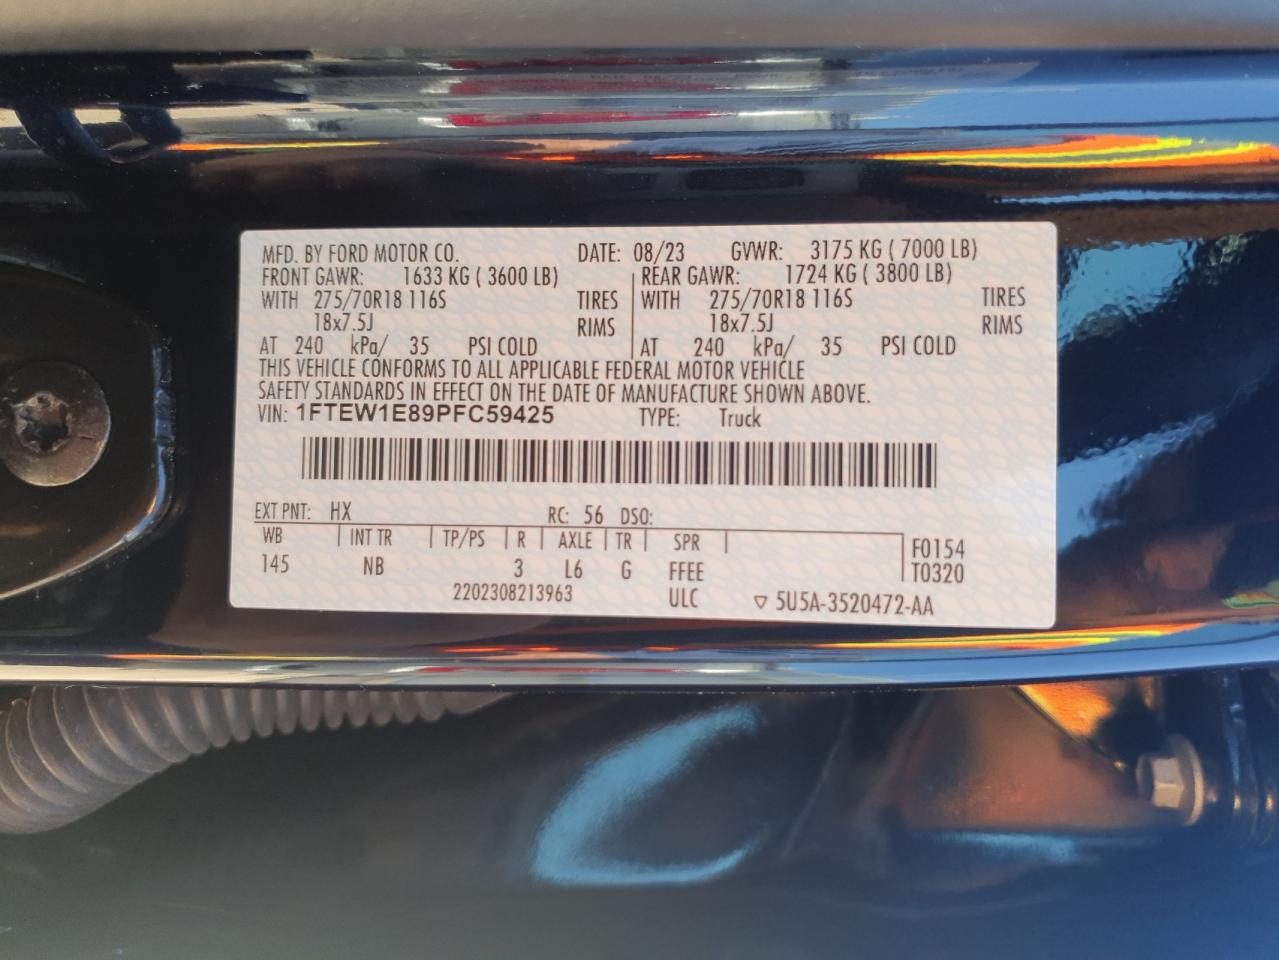 MFD. BY FORD MOTOR CO. DATE: 08/23 GVWR: 3175 KG ( 7000 LB)
FRONT GAWR: 1633 KG ( 3600 LB) REAR GAWR: 1724 KG ( 3800 LB)
WITH 275/70R18 116S TIRES WITH 275/70R18 116S TIRES
18x7.5J RIMS 18x7.5J RIMS
AT 240 kPa/ 35 PSI COLD AT 240 kPa/ 35 PSI COLD
THIS VEHICLE CONFORMS TO ALL APPLICABLE FEDERAL MOTOR VEHICLE
SAFETY STANDARDS IN EFFECT ON THE DATE OF MANUFACTURE SHOWN ABOVE.
VIN: 1FTEW1E89PFC59425 TYPE: Truck
EXT PNT: HX RC: 56 DSO:
WB INT TR TP/PS R AXLE TR SPR F0154
145 NB 3 L6 G FFEE T0320
2202308213963 ULC ▽ 5U5A-3520472-AA